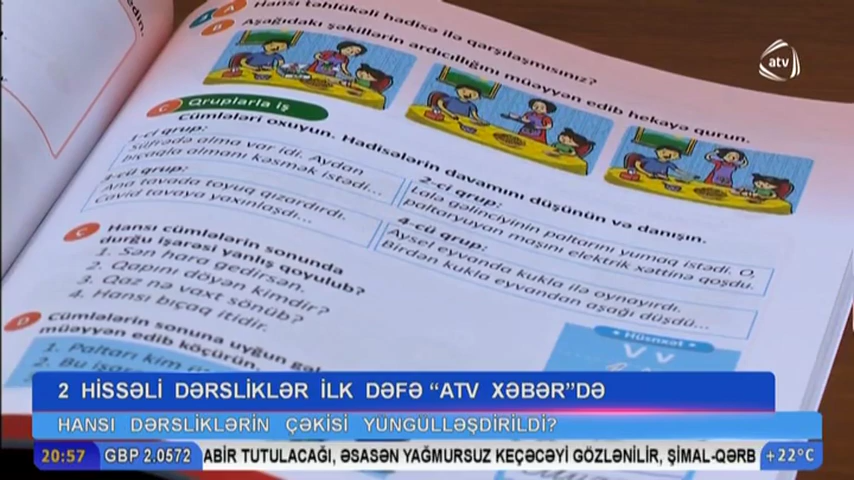 Hansı təhlükəli hadisə ilə qarşılaşmısınız?
B Aşağıdakı şəkillərin ardıcıllığını müəyyən edib hekayə qurun.
C Qruplarla iş
Cümlələri oxuyun. Hadisələrin davamını düşünün və danışın.
1-ci qrup:
Süfrədə alma var idi. Aydan
bıçaqla almanı kəsmək istədi...
2-ci qrup:
Lalə gəlinciyinin paltarını yumaq istədi. O,
paltaryuyan maşını elektrik xəttinə qoşdu.
3-cü qrup:
Ana tavada toyuq qızardırdı.
Cavid tavaya yaxınlaşdı...
4-cü qrup:
Aysel eyvanda kukla ilə oynayırdı.
Birdən kukla eyvandan aşağı düşdü...
Ç Hansı cümlələrin sonunda
durğu işarəsi yanlış qoyulub?
1. Sən hara gedirsən.
2. Qapını döyən kimdir?
3. Qaz nə vaxt sönüb?
4. Hansı bıçaq itidir.
D Cümlələrin sonuna uyğun gəl
müəyyən edib köçürün.
1. Paltarı kim
2. Bu işarə
Hüsnxət
V v
atv
2 HİSSƏLİ DƏRSLİKLƏR İLK DƏFƏ “ATV XƏBƏR”DƏ
HANSI DƏRSLİKLƏRİN ÇƏKİSİ YÜNGÜLLƏŞDİRİLDİ?
20:57 GBP 2.0572 ABİR TUTULACAĞI, ƏSASƏN YAĞMURSUZ KEÇƏCƏYİ GÖZLƏNİLİR, ŞİMAL-QƏRB +22°C